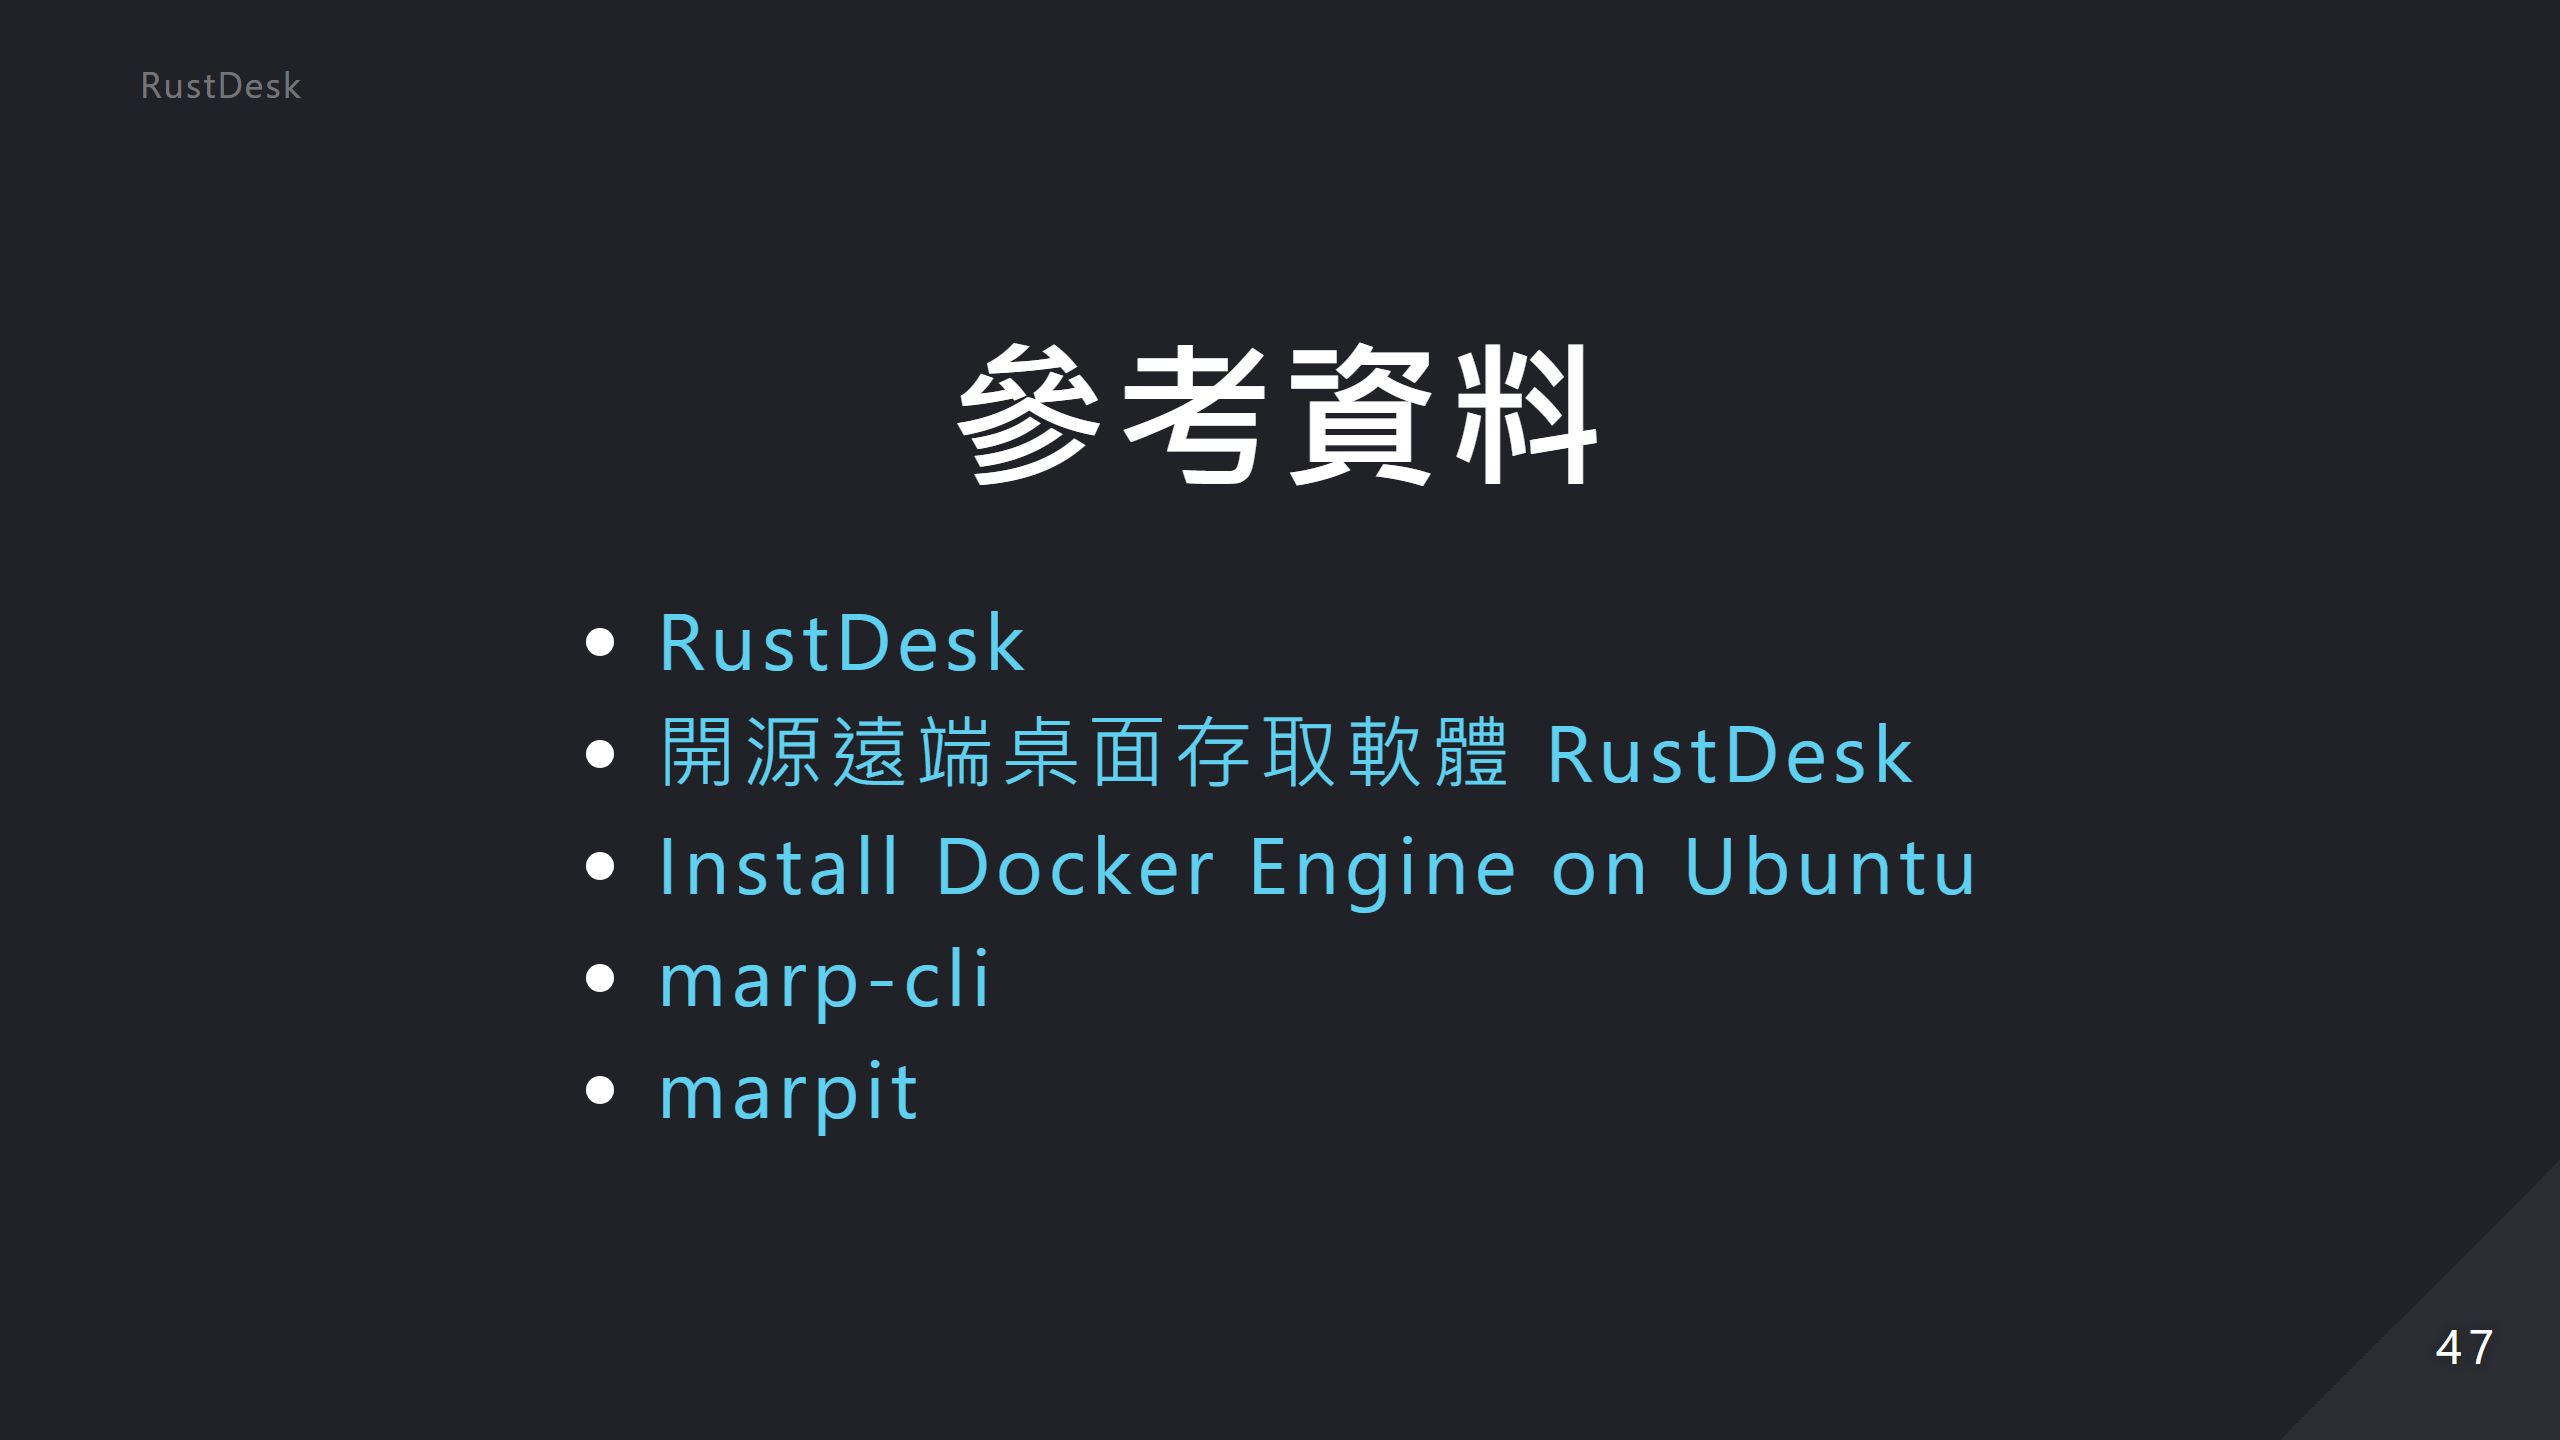 RustDesk
參考資料
RustDesk
開源遠端桌面存取軟體 RustDesk
Install Docker Engine on Ubuntu
marp-cli
marpit
47